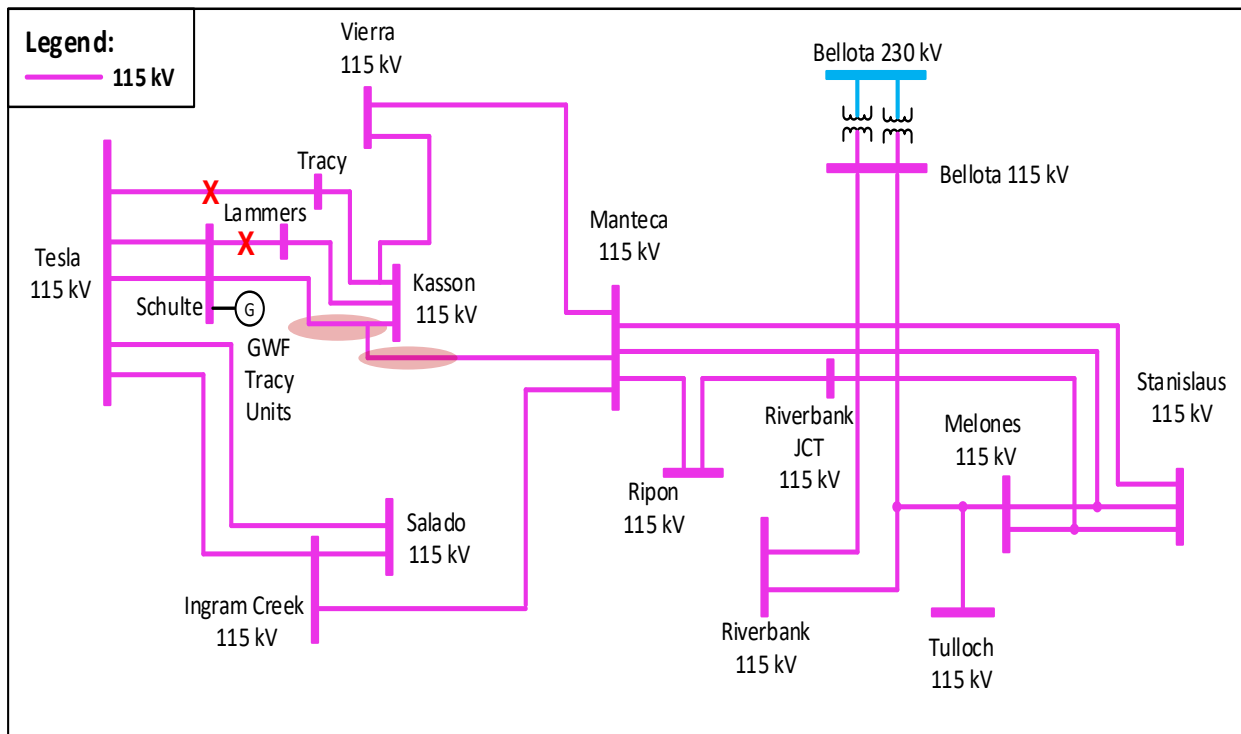 Legend:
115 kV
Vierra
115 kV
Bellota 230 kV
Bellota 115 kV
Tracy
X
Lammers
X
Tesla
115 kV
Schulte
G
GWF
Tracy
Units
Kasson
115 kV
Manteca
115 kV
Riverbank
JCT
115 kV
Stanislaus
115 kV
Melones
115 kV
Ripon
115 kV
Salado
115 kV
Ingram Creek
115 kV
Riverbank
115 kV
Tulloch
115 kV